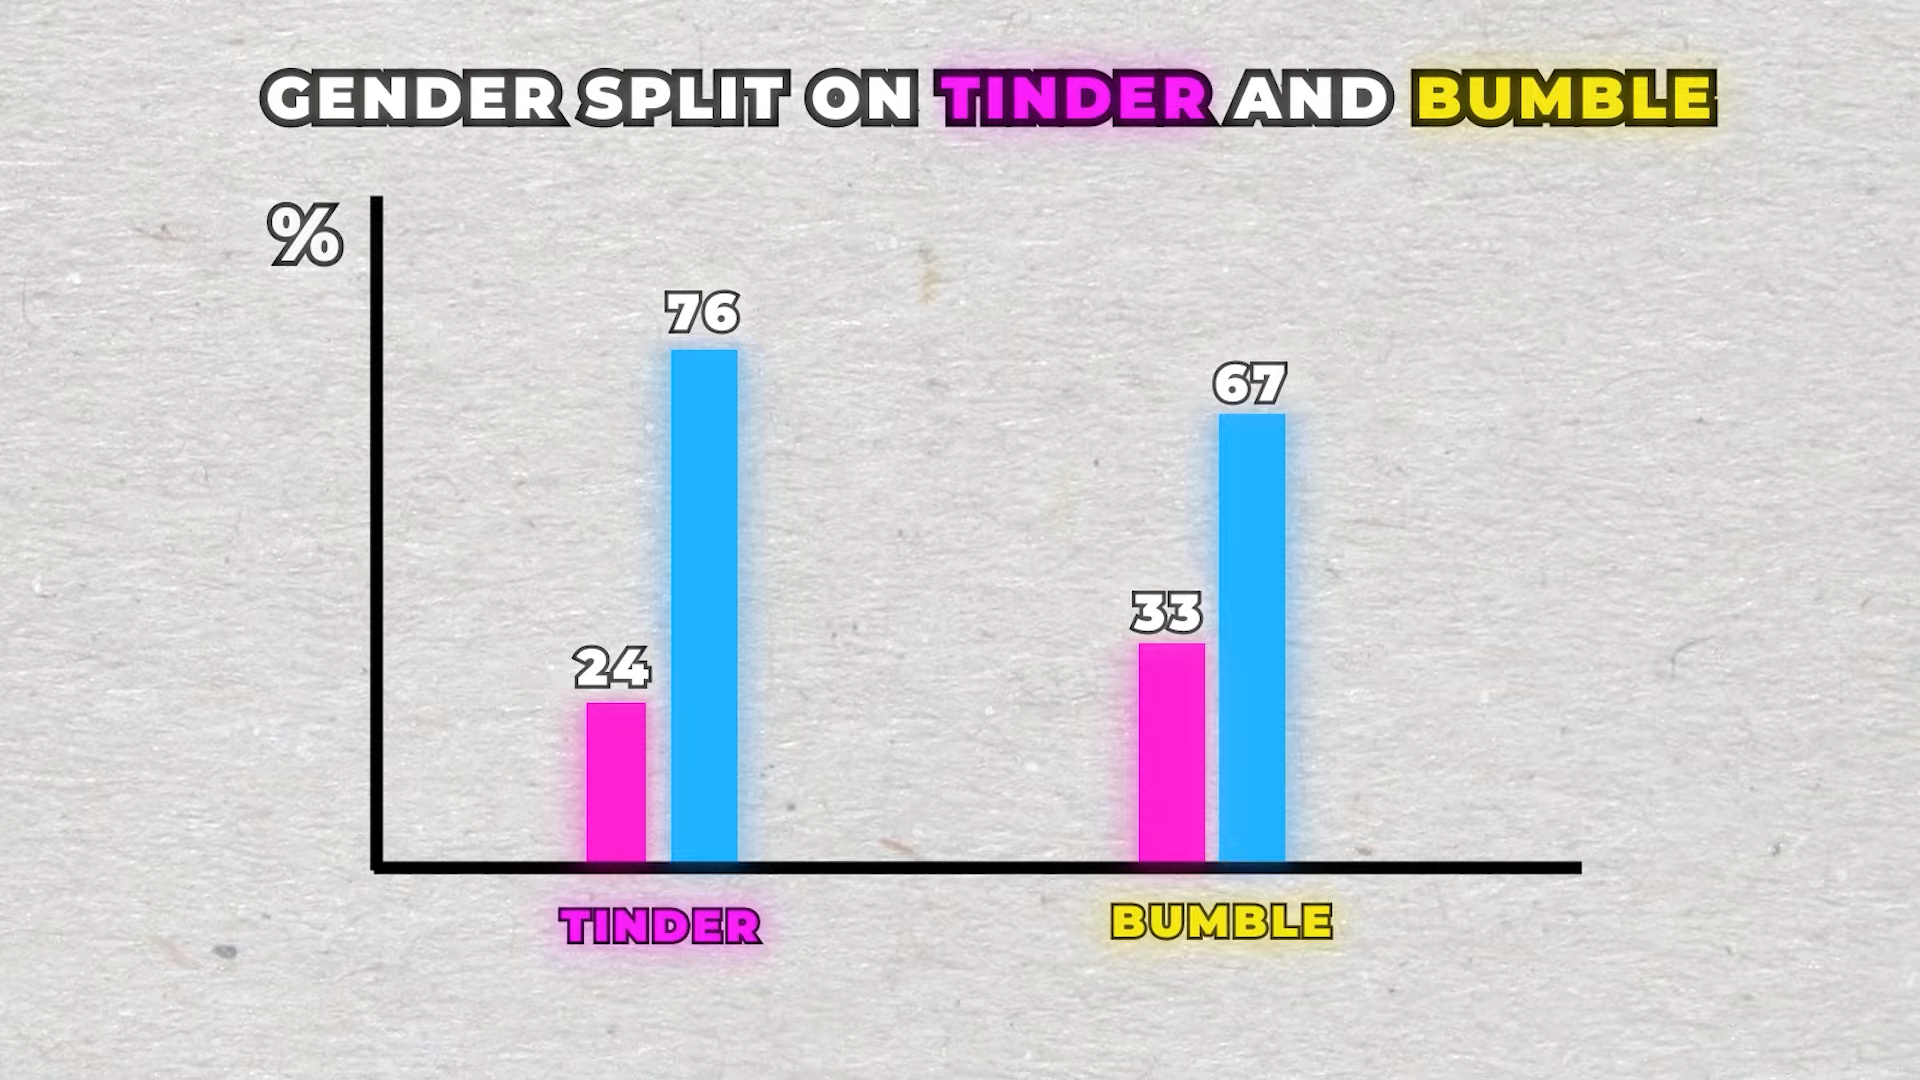 GENDER SPLIT ON TINDER AND BUMBLE
%
76
67
33
24
TINDER
BUMBLE